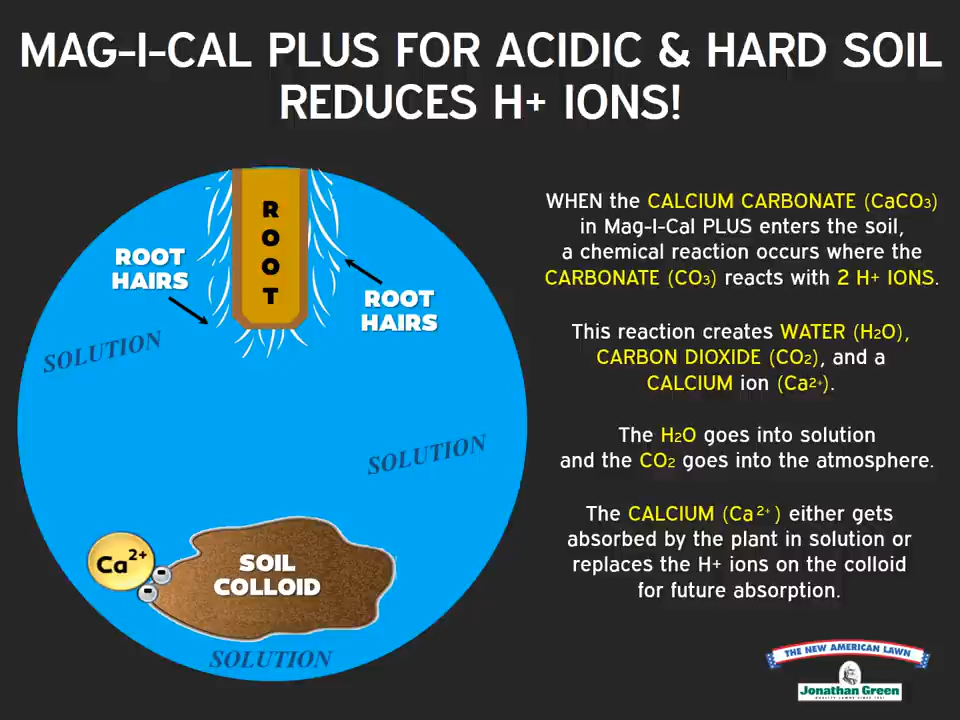 MAG-I-CAL PLUS FOR ACIDIC & HARD SOIL
REDUCES H+ IONS!
ROOT
ROOT
HAIRS
ROOT
HAIRS
SOLUTION
SOLUTION
Ca2+
-
-
SOIL
COLLOID
SOLUTION
WHEN the CALCIUM CARBONATE (CaCO3)
in Mag-I-Cal PLUS enters the soil,
a chemical reaction occurs where the
CARBONATE (CO3) reacts with 2 H+ IONS.
This reaction creates WATER (H2O),
CARBON DIOXIDE (CO2), and a
CALCIUM ion (Ca2+).
The H2O goes into solution
and the CO2 goes into the atmosphere.
The CALCIUM (Ca2+) either gets
absorbed by the plant in solution or
replaces the H+ ions on the colloid
for future absorption.
THE NEW AMERICAN LAWN
Jonathan Green